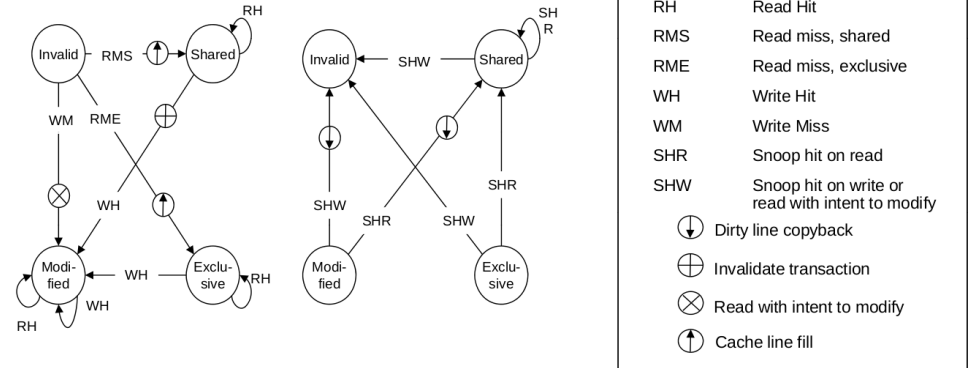 RH
Invalid
RMS
Shared
WM
RME
WH
Modi-
fied
WH
Exclu-
sive
RH
WH
RH
SH
R
Invalid
SHW
Shared
SHR
SHW
SHR
SHW
Modi-
fied
Exclu-
sive
RH Read Hit
RMS Read miss, shared
RME Read miss, exclusive
WH Write Hit
WM Write Miss
SHR Snoop hit on read
SHW Snoop hit on write or
read with intent to modify
Dirty line copyback
Invalidate transaction
Read with intent to modify
Cache line fill